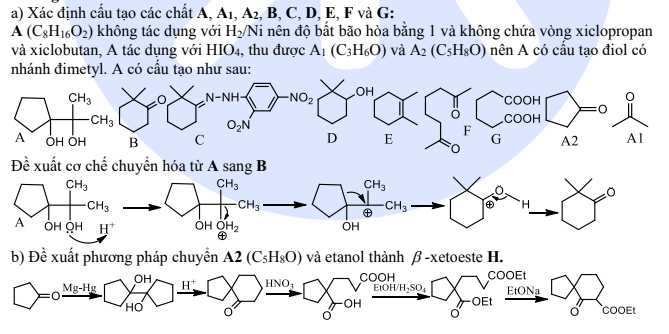 a) Xác định cấu tạo các chất A, A₁, A₂, B, C, D, E, F và G:
A (C₈H₁₆O₂) không tác dụng với H₂/Ni nên độ bất bão hòa bằng 1 và không chứa vòng xiclopropan
và xiclobutan, A tác dụng với HIO₄, thu được A₁ (C₃H₆O) và A₂ (C₅H₈O) nên A có cấu tạo điol có
nhánh đimetyl. A có cấu tạo như sau:
CH₃ CH₃ OH OH A
O B
N-NH NO₂ O₂N C
OH D
E
O O F
COOH COOH G
O A2
O A1
Đề xuất cơ chế chuyển hóa từ A sang B
CH₃ CH₃ OH OH A H⁺
CH₃ CH₃ OH OH₂ ⊕
CH₃ CH₃ OH ⊕
O H ⊕
O
b) Đề xuất phương pháp chuyển A2 (C₅H₈O) và etanol thành β-xetoeste H.
O Mg-Hg OH HO H⁺ O HNO₃ COOH OH O EtOH/H₂SO₄ COOEt OEt O EtONa O COOEt